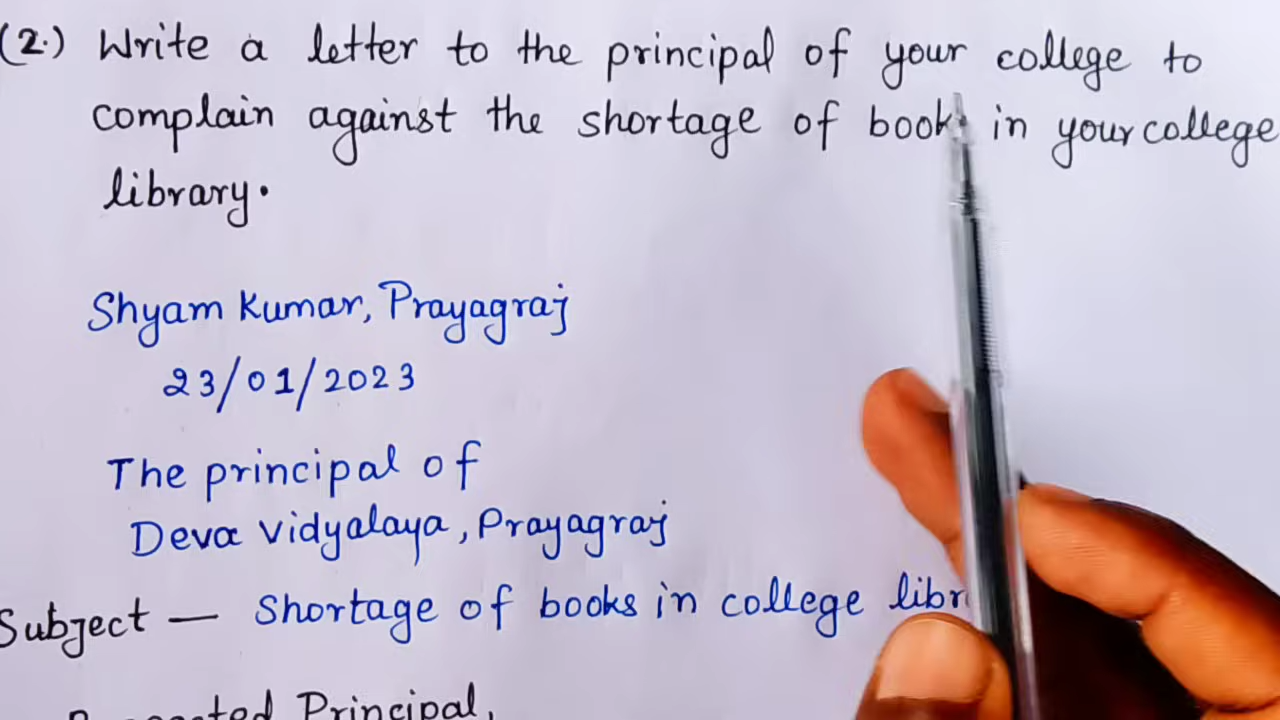 (2.) Write a letter to the principal of your college to
complain against the shortage of books in your college
library.
Shyam Kumar, Prayagraj
23/01/2023
The principal of
Deva Vidyalaya, Prayagraj
Subject — Shortage of books in college
Principal,